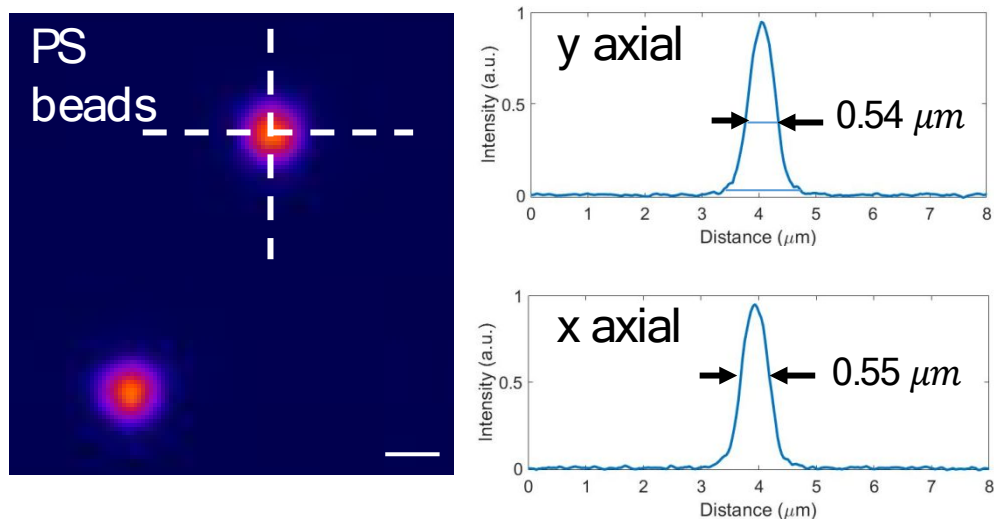 PS
beads
y axial
0.54 μm
Intensity (a.u.)
1
0.5
0
0 1 2 3 4 5 6 7 8
Distance (μm)
x axial
0.55 μm
Intensity (a.u.)
1
0.5
0
0 1 2 3 4 5 6 7 8
Distance (μm)